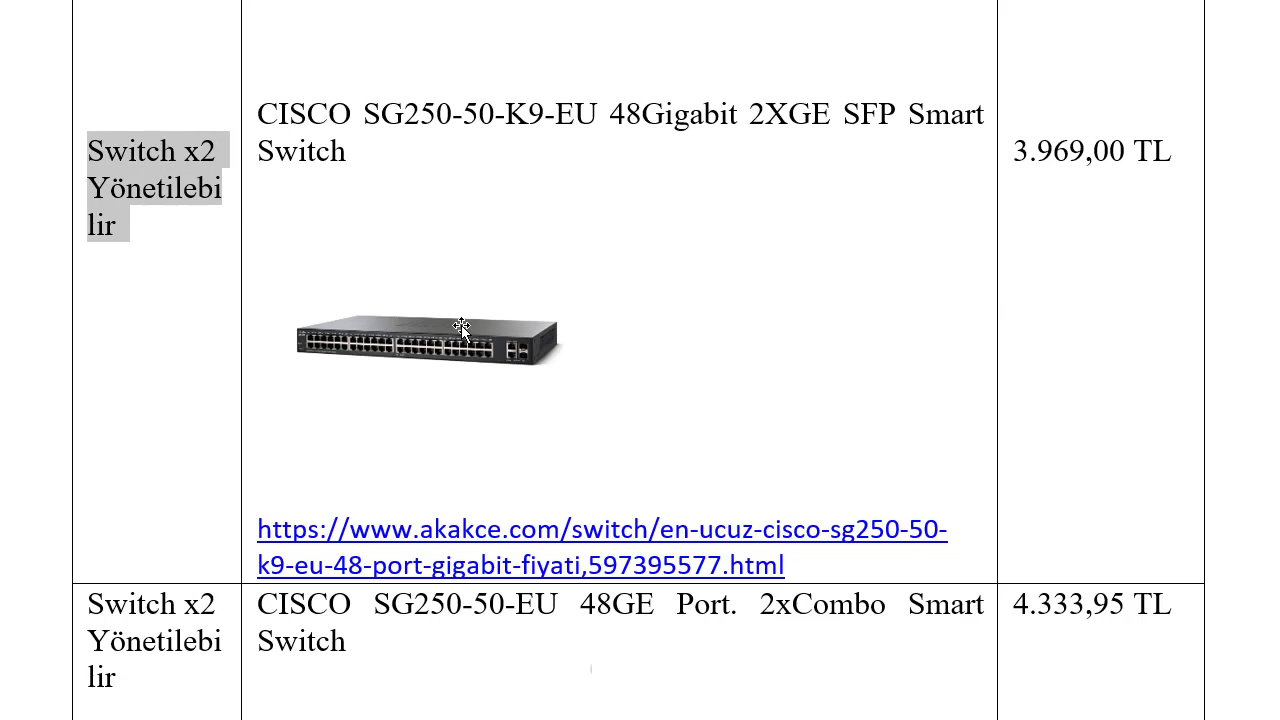 CISCO SG250-50-K9-EU 48Gigabit 2XGE SFP Smart
Switch x2 Switch 3.969,00 TL
Yönetilebi
lir
https://www.akakce.com/switch/en-ucuz-cisco-sg250-50-
k9-eu-48-port-gigabit-fiyati,597395577.html
Switch x2 CISCO SG250-50-EU 48GE Port. 2xCombo Smart 4.333,95 TL
Yönetilebi Switch
lir